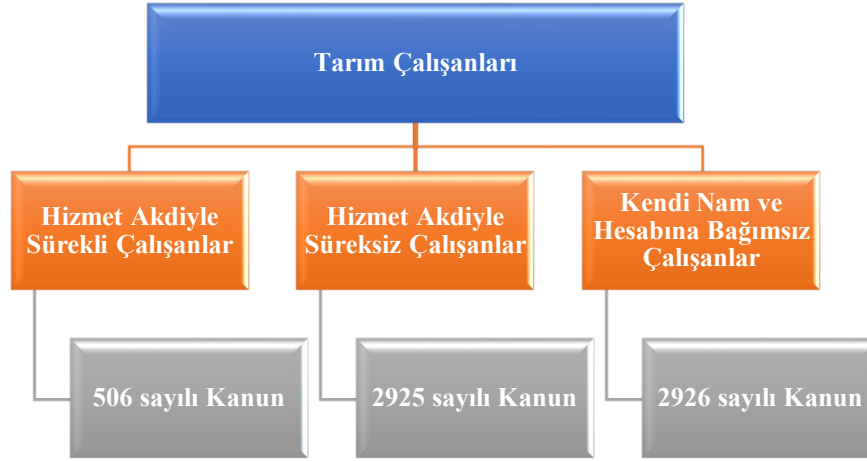 Tarım Çalışanları
Hizmet Akdiyle
Sürekli Çalışanlar
Hizmet Akdiyle
Süreksiz Çalışanlar
Kendi Nam ve
Hesabına Bağımsız
Çalışanlar
506 sayılı Kanun
2925 sayılı Kanun
2926 sayılı Kanun